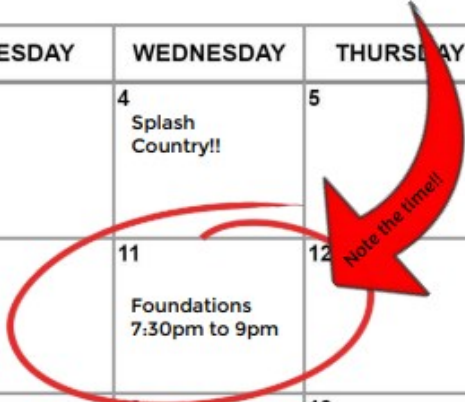 ESDAY WEDNESDAY THURSDAY
4 5
Splash
Country!!
Note the time!!
11 12
Foundations
7:30pm to 9pm